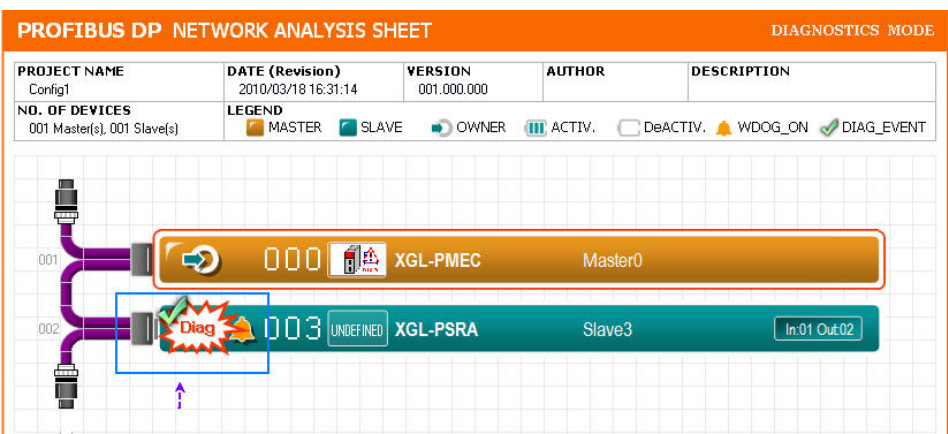 PROFIBUS DP NETWORK ANALYSIS SHEET DIAGNOSTICS MODE
PROJECT NAME DATE (Revision) VERSION AUTHOR DESCRIPTION
Config1 2010/03/18 16:31:14 001.000.000
NO. OF DEVICES LEGEND
001 Master(s), 001 Slave(s) MASTER SLAVE OWNER ACTIV. DeACTIV. WDOG_ON DIAG_EVENT
001 000 XGL-PMEC Master0
002 Diag 003 UNDEFINED XGL-PSRA Slave3 In:01 Out:02